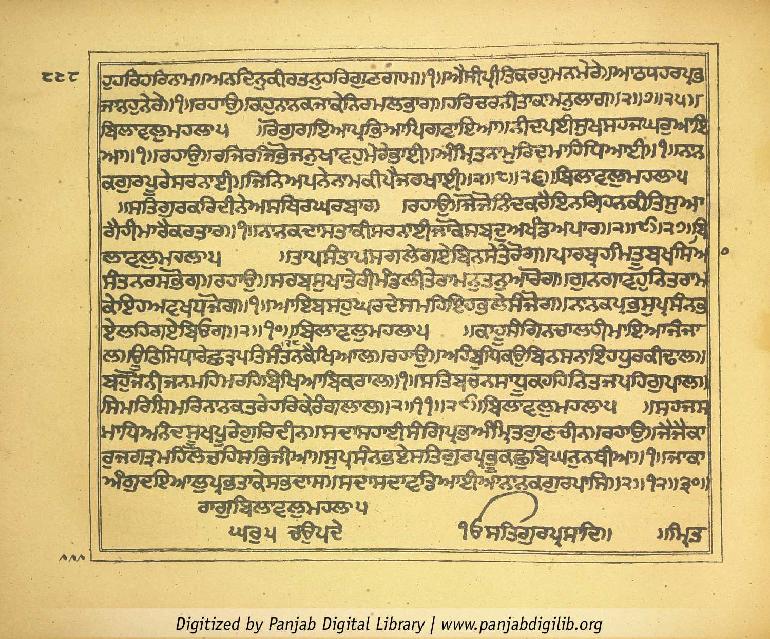 ਹੁਹਰਿਹਰਿਨਾਮਾ॥ਅਨਦਿਨੁਕੀਰਤਨੁਹਰਿਗੁਣਗਾਮਾ॥੧॥ਐਸੀਪ੍ਰੀਤਿਕਰਹੁਮਨਮੇਰੇ॥ਆਠਪਹਰਪ੍ਰਭ
ਜਾਨਹੁਨੇਰੇ॥੧॥ਰਹਾਉ॥ਕਹੁਨਾਨਕਜਾਕੇਨਿਰਮਲਭਾਗ॥ਹਰਿਚਰਨੀਤਾਕਾਮਨੁਲਾਗ॥੨॥੭॥੨੫॥
ਬਿਲਾਵਲੁਮਹਲਾ੫ ॥ਰੋਗੁਗਇਆਪ੍ਰਭਿਆਪਿਗਵਾਇਆ॥ਨੀਦਪਈਸੁਖਸਹਜਘਰੁਆਇ
ਆ॥੧॥ਰਹਾਉ॥ਰਜਿਰਜਿਭੋਜਨੁਖਾਵਹੁਮੇਰੇਭਾਈ॥ਅੰਮ੍ਰਿਤਨਾਮੁਰਿਦਮਾਹਿਧਿਆਈ॥੧॥ਨਾਨ
ਕਗੁਰਪੂਰੇਸਰਨਾਈ॥ਜਿਨਿਅਪਨੇਨਾਮਕੀਪੈਜਰਖਾਈ॥੨॥੮॥੨੬॥ਬਿਲਾਵਲੁਮਹਲਾ੫
॥ਸਤਿਗੁਰਕਰਿਦੀਨੇਅਸਥਿਰਘਰਬਾਰ॥ ਰਹਾਉ॥ਜੋਜੋਨਿੰਦਕਰੈਇਨਗ੍ਰਿਹਨਕੀਤਿਸੁਆ
ਗੈਹੀਮਾਰੈਕਰਤਾਰ॥੧॥ਨਾਨਕਦਾਸਤਾਕੀਸਰਨਾਈਜਾਕੋਸਬਦੁਅਖੰਡਅਪਾਰ॥੨॥੯॥੨੭॥ਬਿ
ਲਾਵਲੁਮਹਲਾ੫ ॥ਤਾਪਸੰਤਾਪਸਗਲੇਗਏਬਿਨਸੇਤੇਰੋਗ॥ਪਾਰਬ੍ਰਹਮਿਤੂਬਖਸਿਆ
ਸੰਤਨਰਸਭੋਗ॥ਰਹਾਉ॥ਸਰਬਸੁਖਾਤੇਰੀਮੰਡਲੀਤੇਰਾਮਨੁਤਨੁਆਰੋਗ॥ਗੁਨਗਾਵਹੁਨਿਤਰਾਮ
ਕੇਇਹਅਵਖਦਜੋਗ॥੧॥ਆਇਬਸਹੁਘਰਦੇਸਮਹਿਇਹਭਲੇਸੰਜੋਗ॥ਨਾਨਕਪ੍ਰਭਸੁਪ੍ਰਸੰਨਭ
ਏਲਹਿਗਏਬਿਓਗ॥੨॥੧੦॥੨੮॥ਬਿਲਾਵਲੁਮਹਲਾ੫ ॥ਕਾਹੂਸੰਗਿਨਚਾਲਹੀਮਾਇਆਜੰਜਾ
ਲ॥ਊਠਿਸਿਧਾਰੇਛਤ੍ਰਪਤਿਸੰਤਨਕੈਖਿਆਲ॥ਰਹਾਉ॥ਅਹੰਬੁਧਿਕਉਬਿਨਸਨਾਇਹਧੁਰਕੀਢਾਲ॥
ਬਹੁਜੋਨੀਜਨਮਹਿਮਰਹਿਬਿਖਿਆਬਿਕਰਾਲ॥੧॥ਸਤਿਬਚਨਸਾਧੂਕਹਹਿਨਿਤਜਪਹਿਗੁਪਾਲ॥
ਸਿਮਰਿਸਿਮਰਿਨਾਨਕਤਰੇਹਰਿਕੇਰੰਗਲਾਲ॥੨॥੧੧॥੨੯॥ਬਿਲਾਵਲੁਮਹਲਾ੫ ॥ਸਹਜਸ
ਮਾਧਿਅਨੰਦਸੂਖਪੂਰੇਗੁਰਿਦੀਨ॥ਸਦਾਸਹਾਈਸੰਗਿਪ੍ਰਭਅੰਮ੍ਰਿਤਗੁਣਚੀਨ॥ਰਹਾਉ॥ਜੈਜੈਕਾ
ਰੁਜਗਤ੍ਰਮਹਿਲੋਚਹਿਸਭਿਜੀਆ॥ਸੁਪ੍ਰਸੰਨਭਏਸਤਿਗੁਰਪ੍ਰਭੂਕਛੁਬਿਘਨੁਨਥੀਆ॥੧॥ਜਾਕਾ
ਅੰਗੁਦਇਆਲਪ੍ਰਭਤਾਕੇਸਭਦਾਸ॥ਸਦਾਸਦਾਵਡਿਆਈਆਨਾਨਕਗੁਰਪਾਸਿ॥੨॥੧੨॥੩੦॥
ਰਾਗੁਬਿਲਾਵਲੁਮਹਲਾ੫
ਘਰੁ੫ ਚਉਪਦੇ ੴਸਤਿਗੁਰਪ੍ਰਸਾਦਿ॥ ॥ਮ੍ਰਿਤ
Digitized by Panjab Digital Library | www.panjabdigilib.org